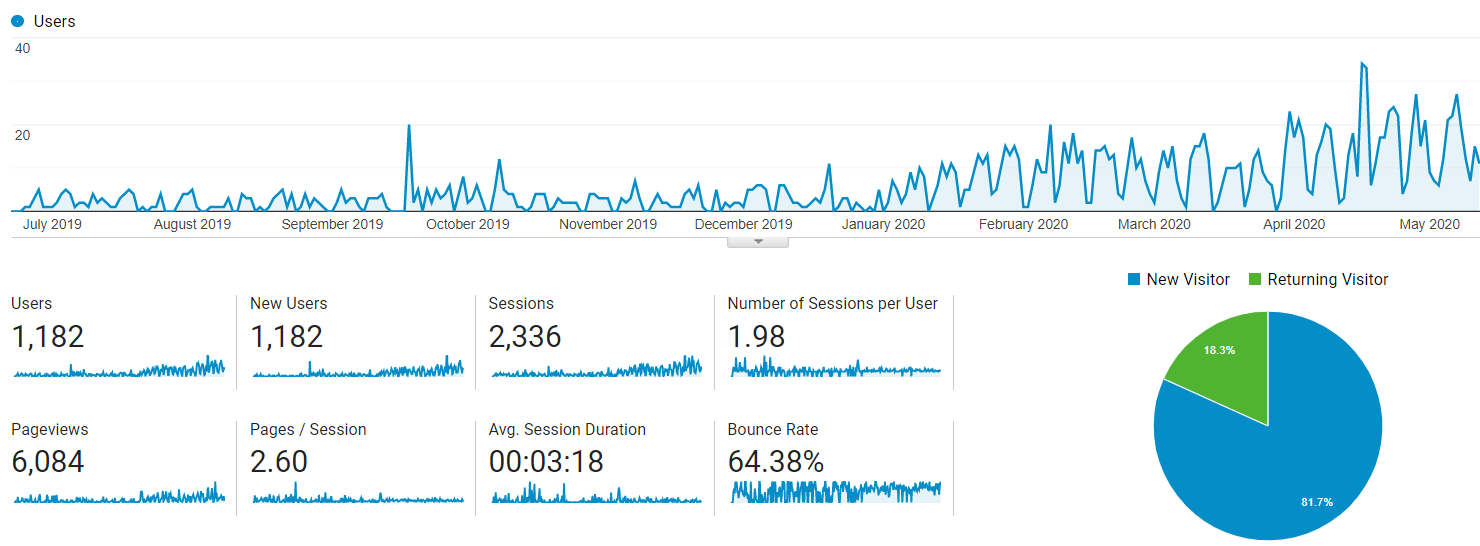 Users
40
20
July 2019 August 2019 September 2019 October 2019 November 2019 December 2019 January 2020 February 2020 March 2020 April 2020 May 2020
New Visitor Returning Visitor
Users New Users Sessions Number of Sessions per User
1,182 1,182 2,336 1.98
18.3%
Pageviews Pages / Session Avg. Session Duration Bounce Rate
6,084 2.60 00:03:18 64.38%
81.7%